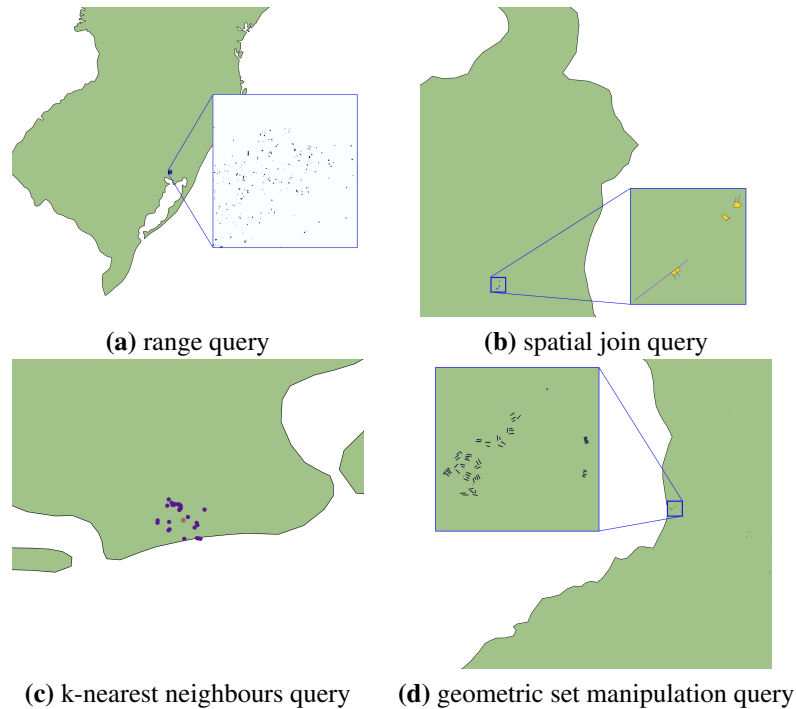 (a) range query
(b) spatial join query
(c) k-nearest neighbours query
(d) geometric set manipulation query